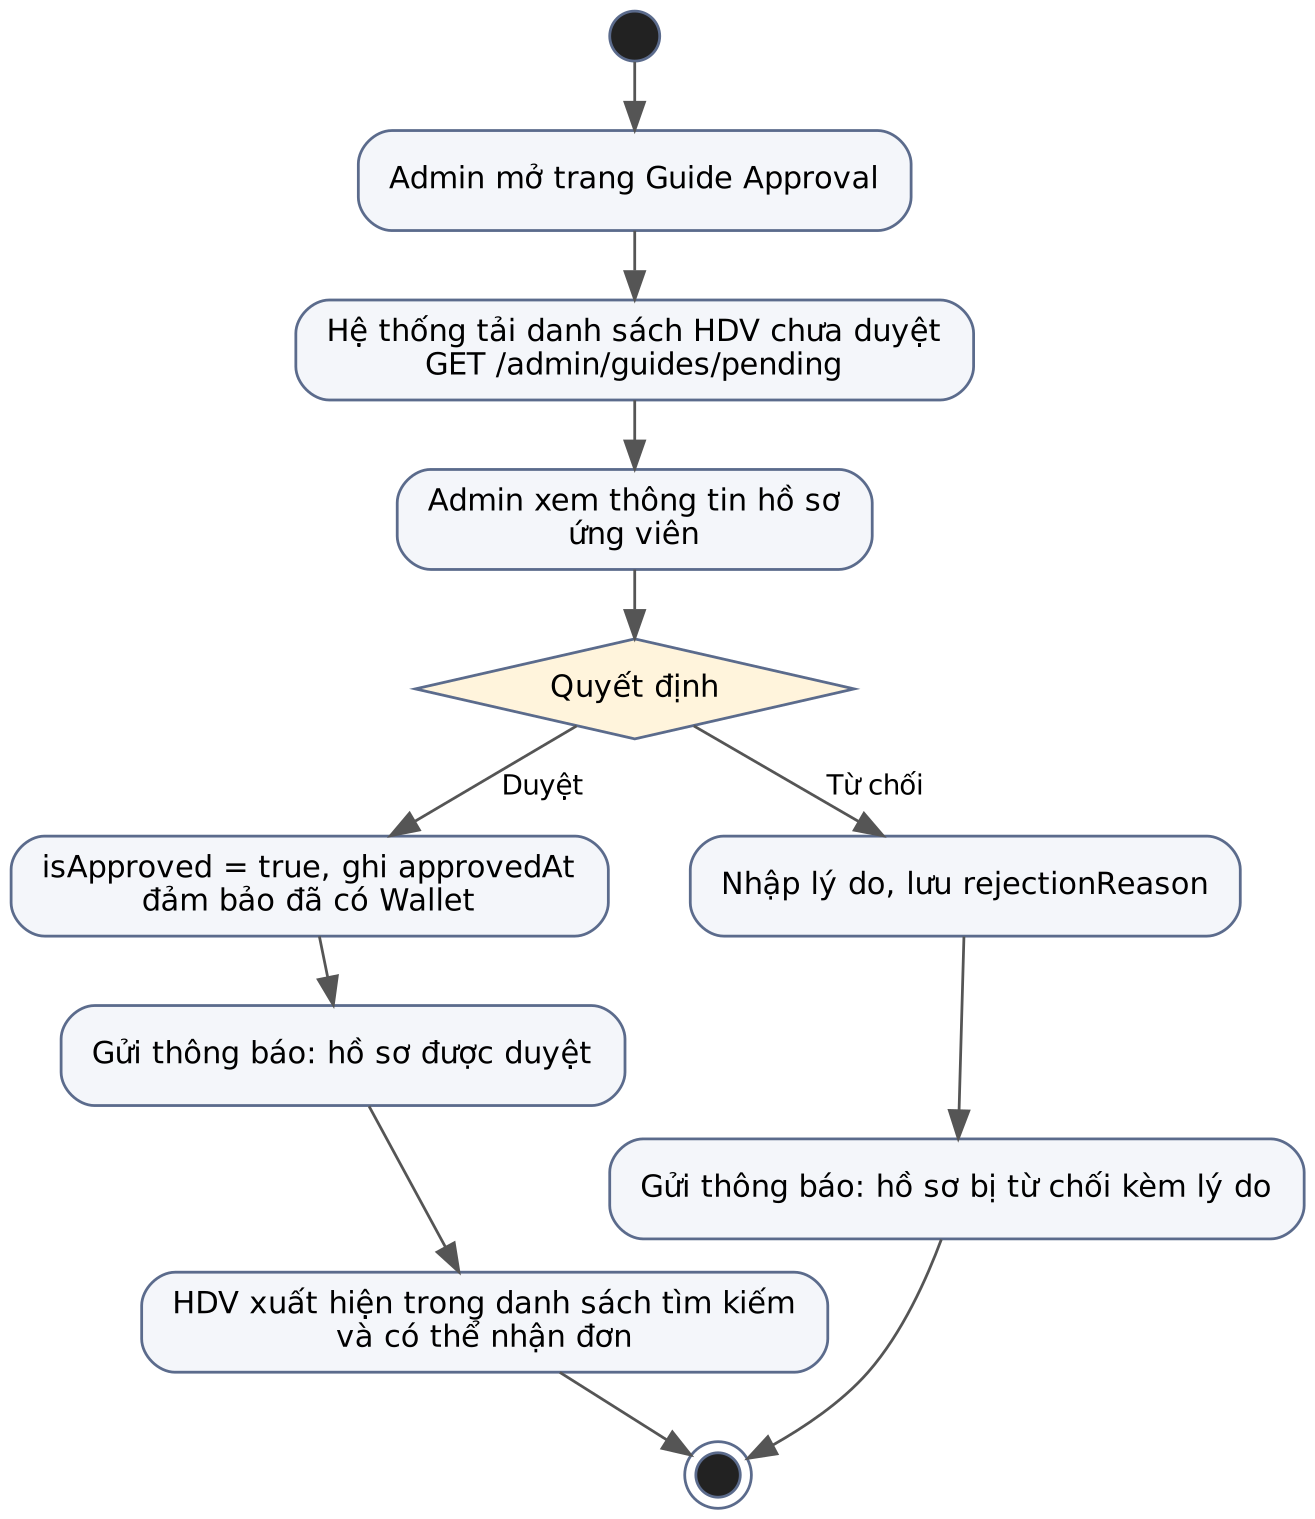 Admin mở trang Guide Approval
Hệ thống tải danh sách HDV chưa duyệt
GET /admin/guides/pending
Admin xem thông tin hồ sơ
ứng viên
Quyết định
Duyệt
Từ chối
isApproved = true, ghi approvedAt
đảm bảo đã có Wallet
Nhập lý do, lưu rejectionReason
Gửi thông báo: hồ sơ được duyệt
Gửi thông báo: hồ sơ bị từ chối kèm lý do
HDV xuất hiện trong danh sách tìm kiếm
và có thể nhận đơn